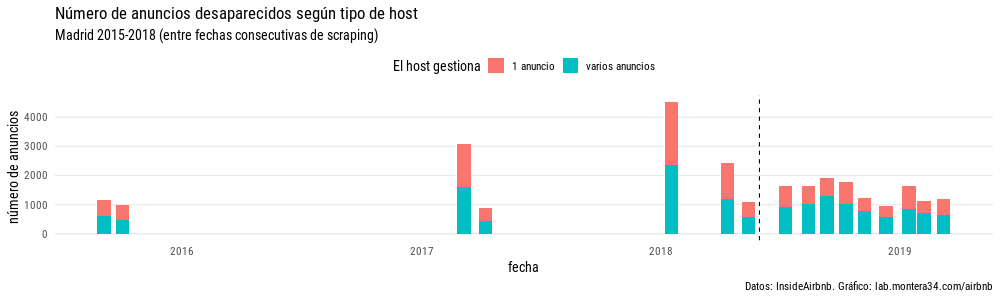 Número de anuncios desaparecidos según tipo de host
Madrid 2015-2018 (entre fechas consecutivas de scraping)
El host gestiona 1 anuncio varios anuncios
número de anuncios
4000
3000
2000
1000
0
2016 2017 2018 2019
fecha
Datos: InsideAirbnb. Gráfico: lab.montera34.com/airbnb